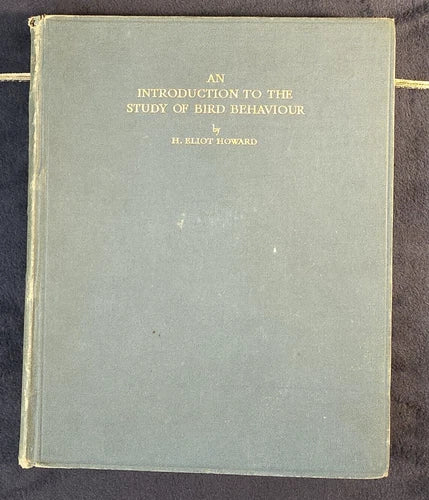 AN
INTRODUCTION TO THE
STUDY OF BIRD BEHAVIOUR
by
H. ELIOT HOWARD